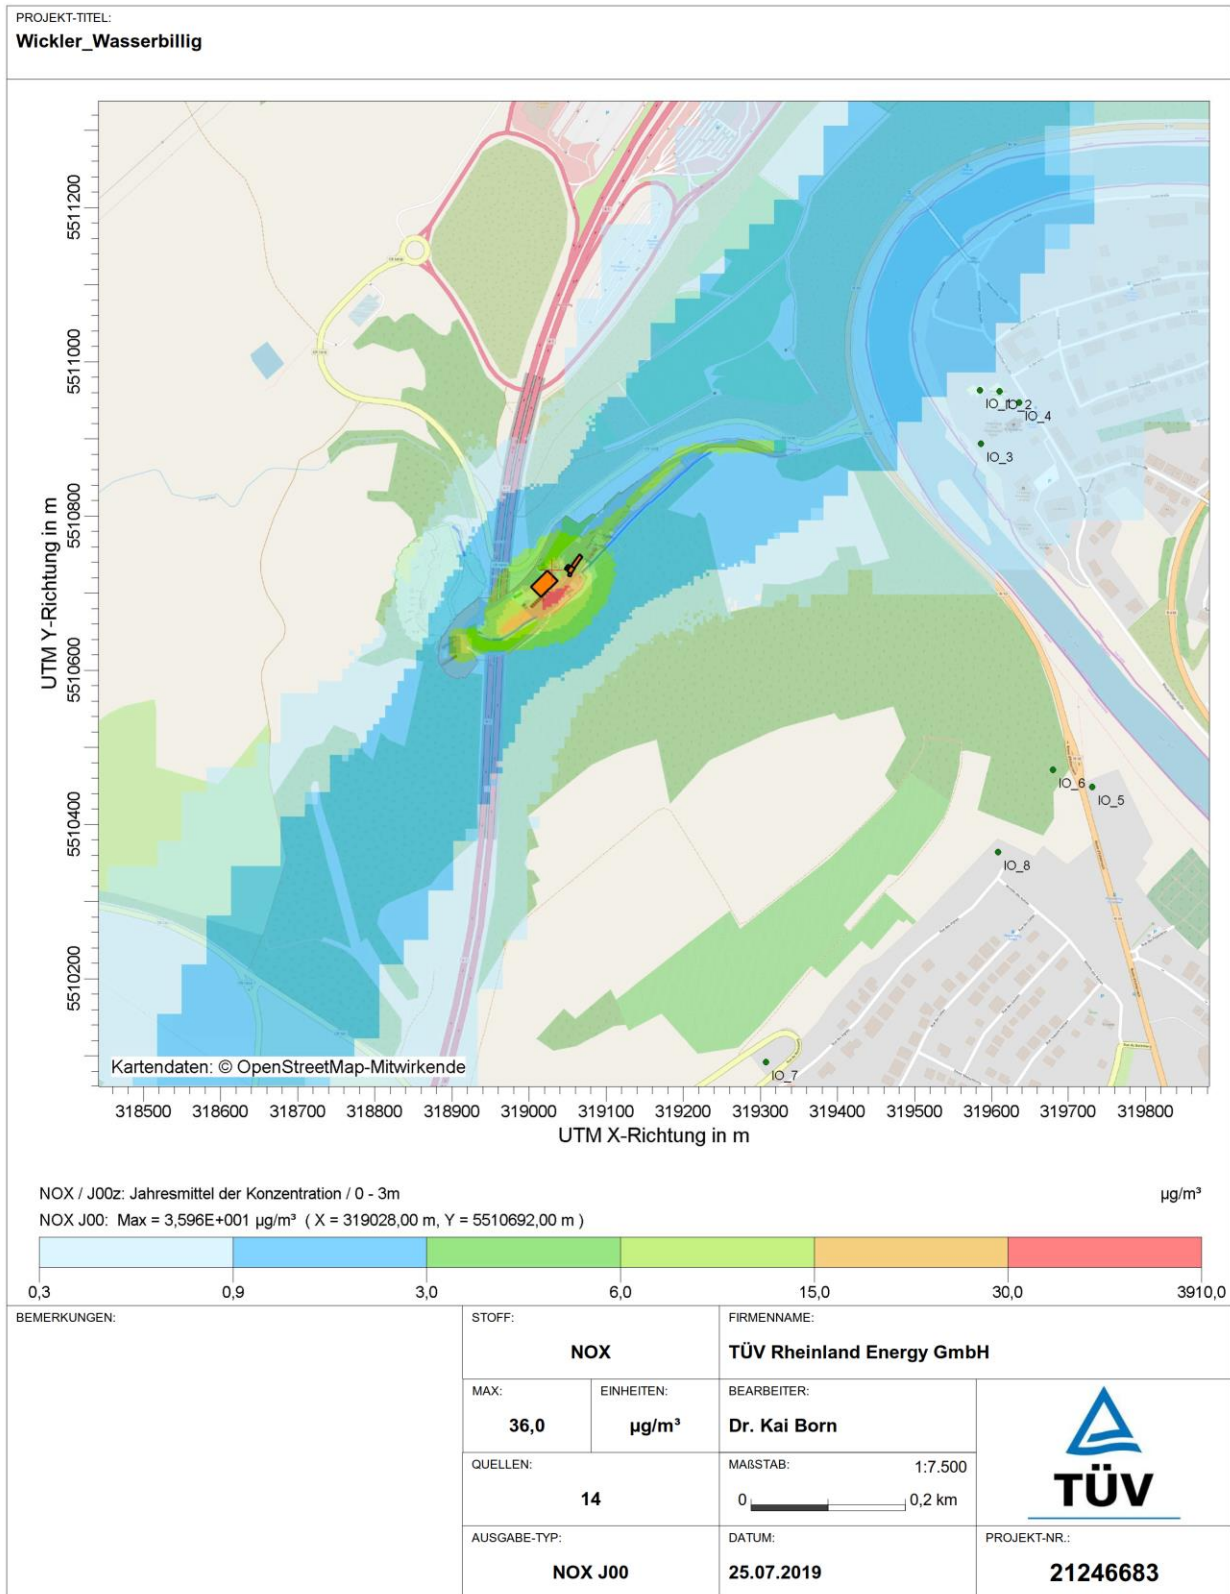 PROJEKT-TITEL:
Wickler_Wasserbillig
UTM Y-Richtung in m
5511200
5511000
5510800
5510600
5510400
5510200
IO_1
IO_2
IO_4
IO_3
IO_6
IO_5
IO_8
IO_7
Kartendaten: © OpenStreetMap-Mitwirkende
318500 318600 318700 318800 318900 319000 319100 319200 319300 319400 319500 319600 319700 319800
UTM X-Richtung in m
NOX / J00z: Jahresmittel der Konzentration / 0 - 3m
µg/m³
NOX J00: Max = 3,596E+001 µg/m³ ( X = 319028,00 m, Y = 5510692,00 m )
0,3 0,9 3,0 6,0 15,0 30,0 3910,0
BEMERKUNGEN:
STOFF:
NOX
FIRMENNAME:
TÜV Rheinland Energy GmbH
MAX:
36,0
EINHEITEN:
µg/m³
BEARBEITER:
Dr. Kai Born
QUELLEN:
14
MAßSTAB:
1:7.500
0 0,2 km
TÜV
AUSGABE-TYP:
NOX J00
DATUM:
25.07.2019
PROJEKT-NR.:
21246683